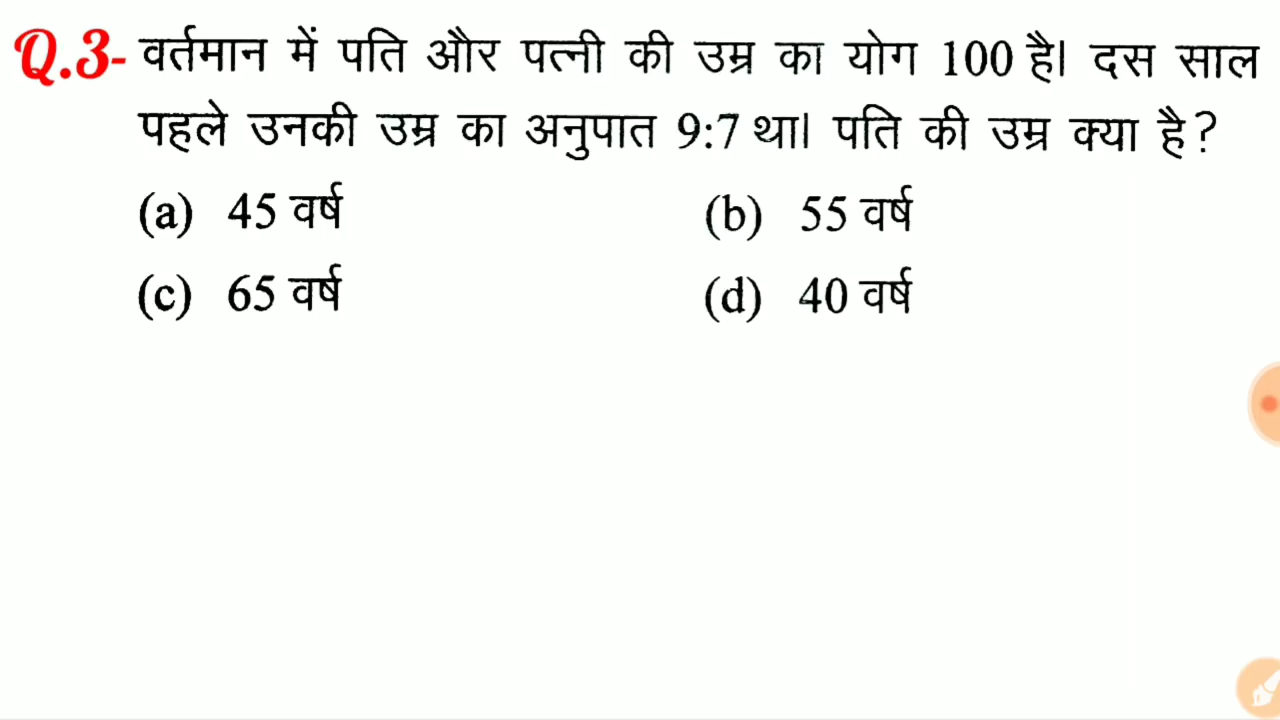 Q.3- वर्तमान में पति और पत्नी की उम्र का योग 100 है। दस साल
पहले उनकी उम्र का अनुपात 9:7 था। पति की उम्र क्या है?
(a) 45 वर्ष (b) 55 वर्ष
(c) 65 वर्ष (d) 40 वर्ष